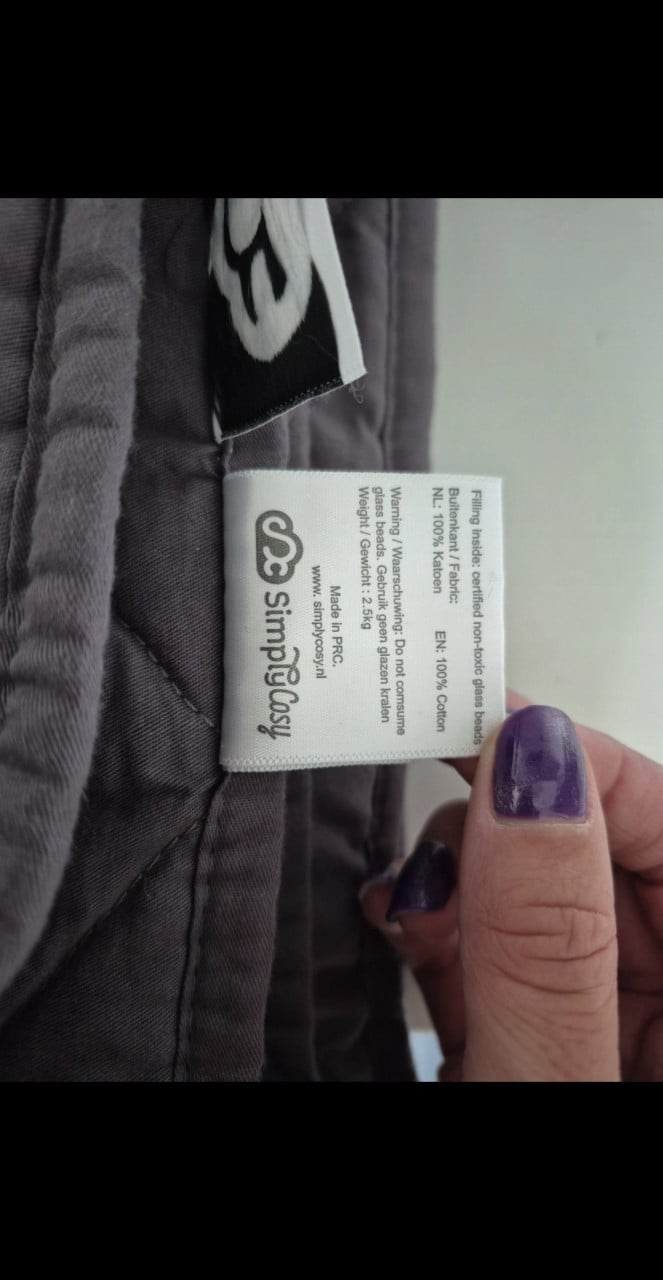 Filling inside: certified non-toxic glass beads
Buitenkant / Fabric:
NL: 100% Katoen EN: 100% Cotton
Warning / Waarschuwing: Do not comsume
glass beads. Gebruik geen glazen kralen
Weight / Gewicht : 2.5kg
Made in PRC.
www. simplycosy.nl
SimplyCosy